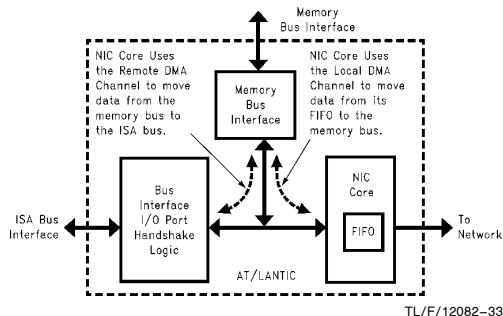 Memory
Bus Interface
NIC Core Uses
the Remote DMA
Channel to move
data from the
memory bus to
the ISA bus.
NIC Core Uses
the Local DMA
Channel to move
data from its
FIFO to the
memory bus.
Memory
Bus
Interface
Bus
Interface
I/O Port
Handshake
Logic
NIC
Core
FIFO
ISA Bus
Interface
To
Network
AT/LANTIC
TL/F/12082–33